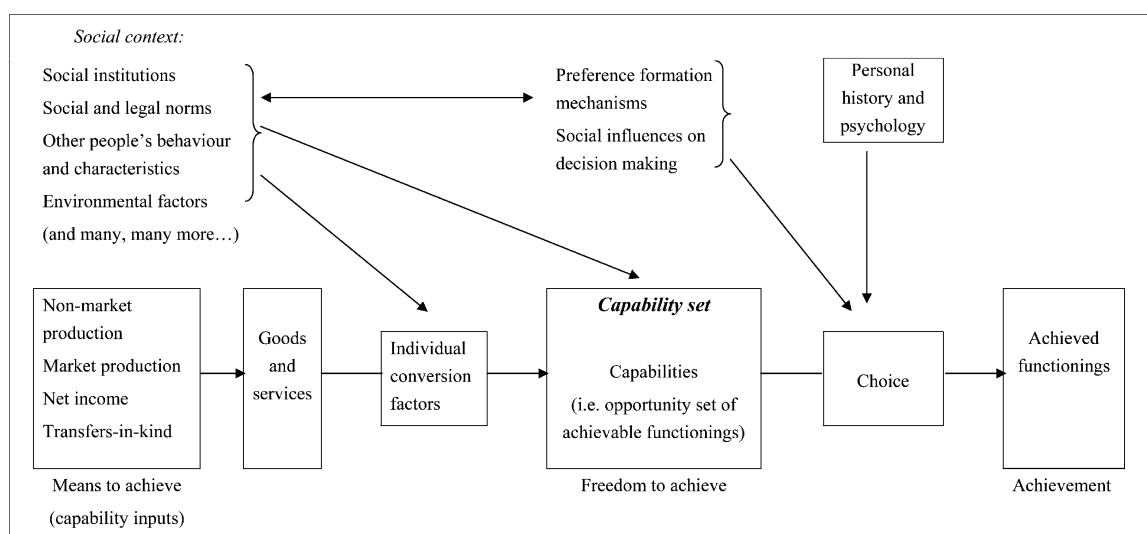 Social context:
Social institutions
Social and legal norms
Other people’s behaviour
and characteristics
Environmental factors
(and many, many more…)
Preference formation
mechanisms
Social influences on
decision making
Personal
history and
psychology
Non-market
production
Market production
Net income
Transfers-in-kind
Means to achieve
(capability inputs)
Goods
and
services
Individual
conversion
factors
Capability set
Capabilities
(i.e. opportunity set of
achievable functionings)
Freedom to achieve
Choice
Achieved
functionings
Achievement